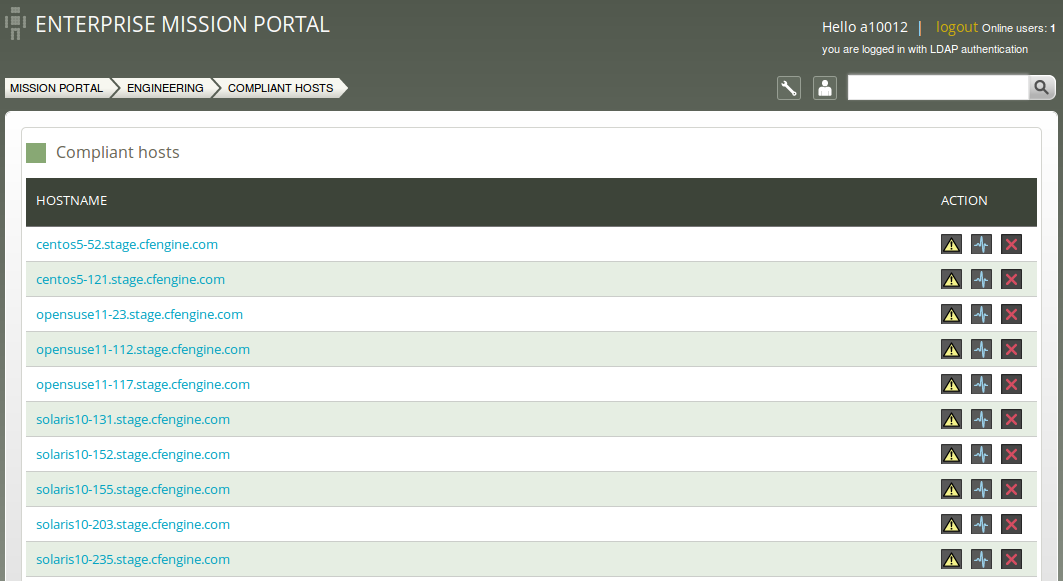 ENTERPRISE MISSION PORTAL
Hello a10012 | logout Online users: 1
you are logged in with LDAP authentication
MISSION PORTAL ENGINEERING COMPLIANT HOSTS
Compliant hosts
HOSTNAME ACTION
centos5-52.stage.cfengine.com
centos5-121.stage.cfengine.com
opensuse11-23.stage.cfengine.com
opensuse11-112.stage.cfengine.com
opensuse11-117.stage.cfengine.com
solaris10-131.stage.cfengine.com
solaris10-152.stage.cfengine.com
solaris10-155.stage.cfengine.com
solaris10-203.stage.cfengine.com
solaris10-235.stage.cfengine.com